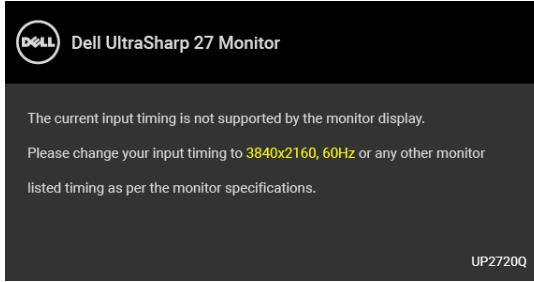 DELL Dell UltraSharp 27 Monitor
The current input timing is not supported by the monitor display.
Please change your input timing to 3840x2160, 60Hz or any other monitor
listed timing as per the monitor specifications.
UP2720Q